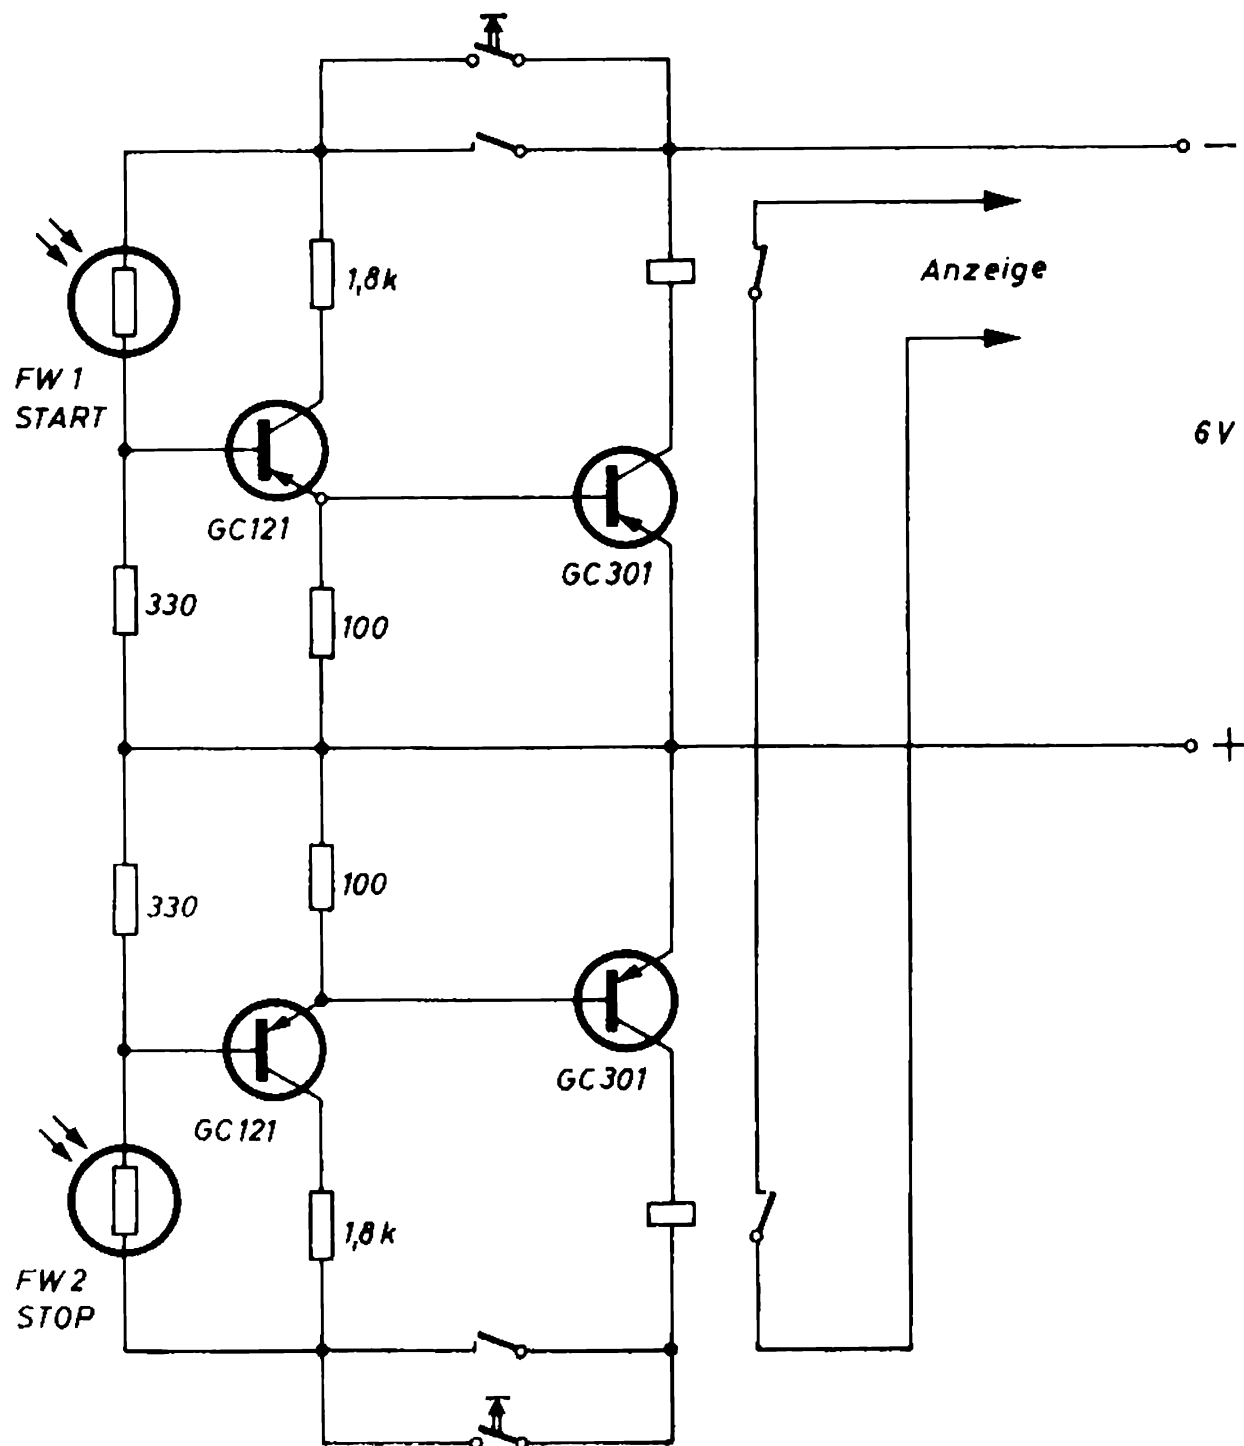 −
1,8k
Anzeige
FW 1
START
6V
GC121
GC301
330
100
+
330
100
GC301
GC121
1,8k
FW 2
STOP